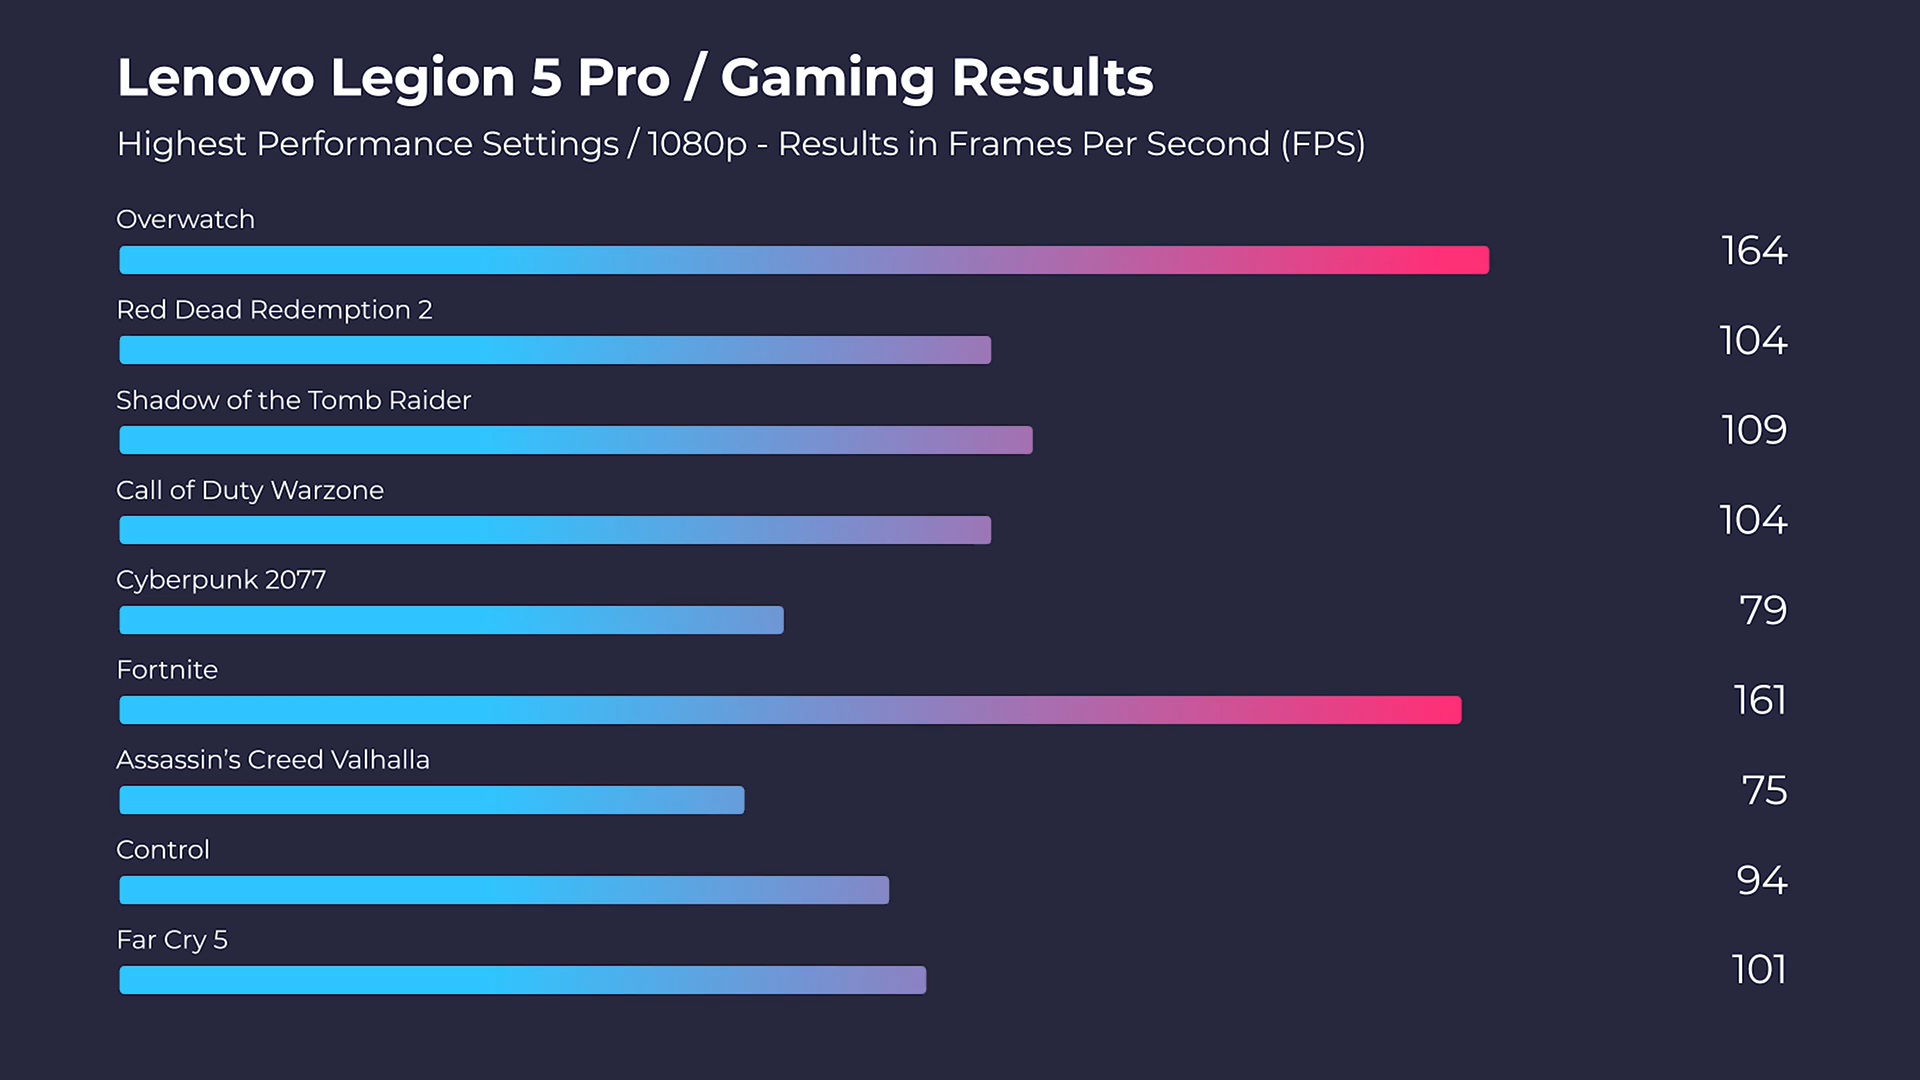 Lenovo Legion 5 Pro / Gaming Results
Highest Performance Settings / 1080p - Results in Frames Per Second (FPS)
Overwatch
164
Red Dead Redemption 2
104
Shadow of the Tomb Raider
109
Call of Duty Warzone
104
Cyberpunk 2077
79
Fortnite
161
Assassin’s Creed Valhalla
75
Control
94
Far Cry 5
101